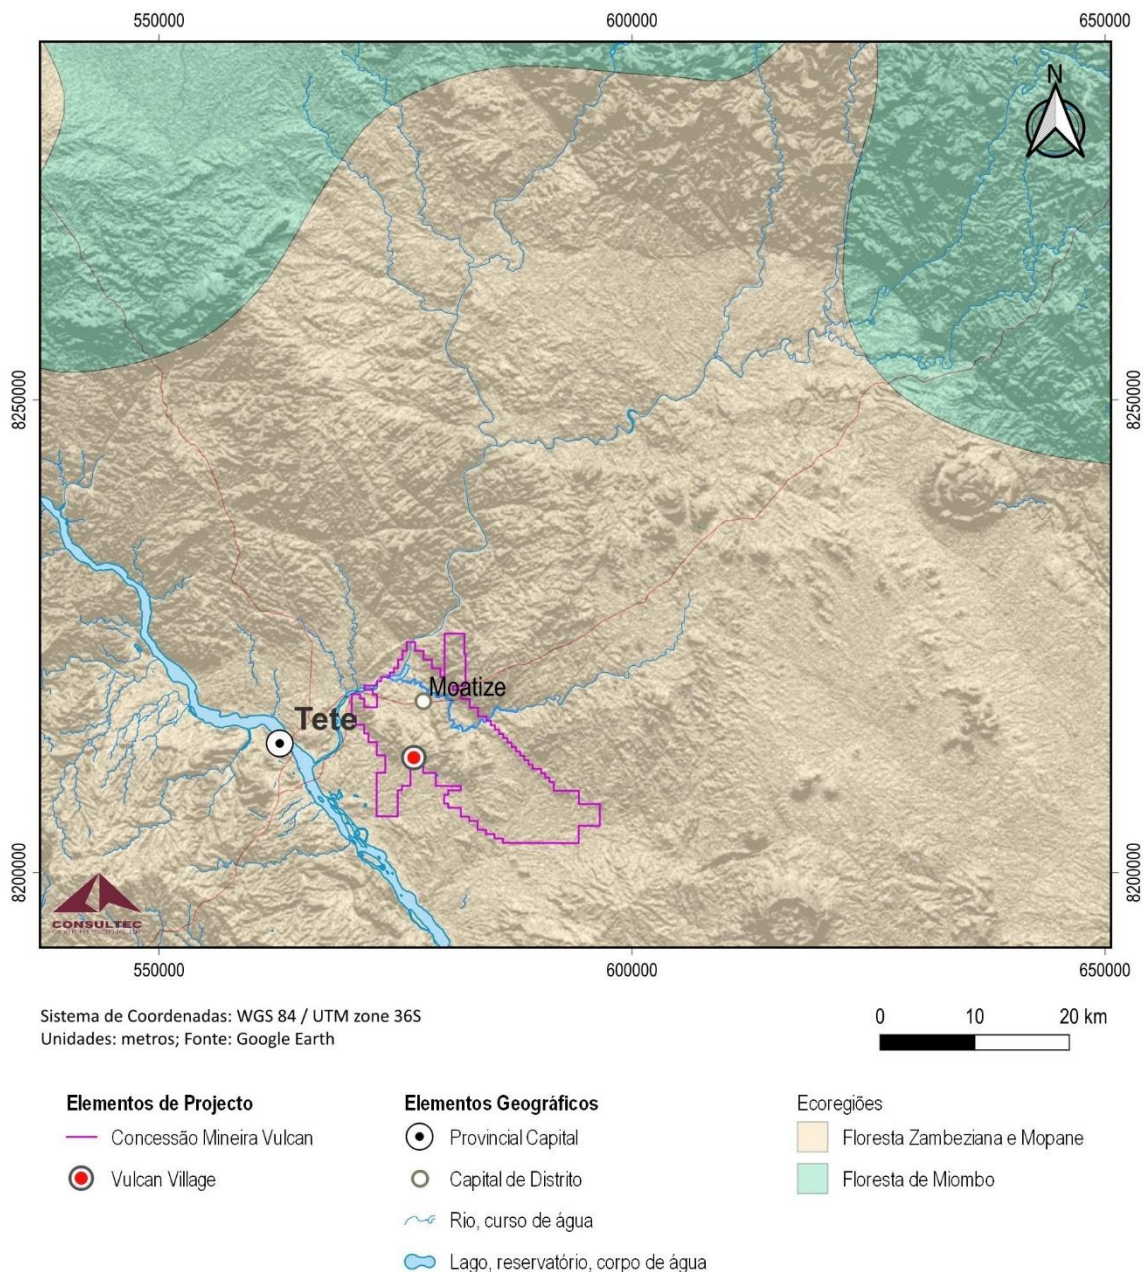 550000
600000
650000
N
8250000
8250000
Moatize
Tete
8200000
8200000
CONSULTEC
550000
600000
650000
Sistema de Coordenadas: WGS 84 / UTM zone 36S
Unidades: metros; Fonte: Google Earth
0 10 20 km
Elementos de Projecto
Concessão Mineira Vulcan
Vulcan Village
Elementos Geográficos
Provincial Capital
Capital de Distrito
Rio, curso de água
Lago, reservatório, corpo de água
Ecoregiões
Floresta Zambeziana e Mopane
Floresta de Miombo